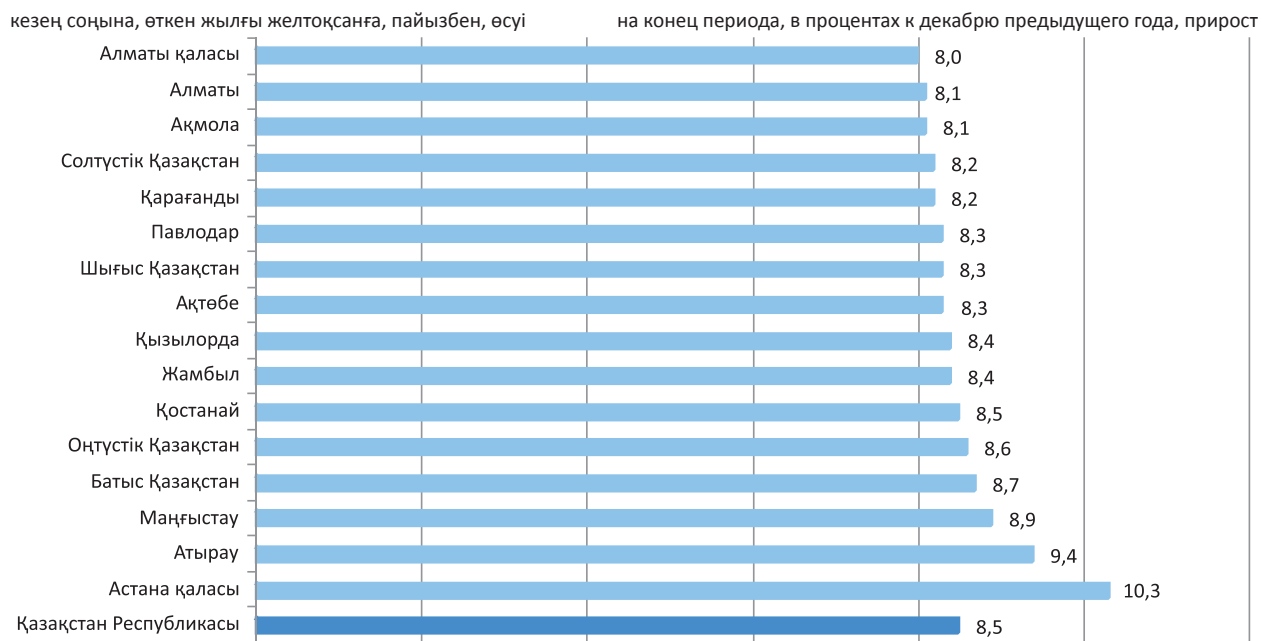 кезең соңына, өткен жылғы желтоқсанға, пайызбен, өсуі на конец периода, в процентах к декабрю предыдущего года, прирост
Алматы қаласы 8,0
Алматы 8,1
Ақмола 8,1
Солтүстік Қазақстан 8,2
Қарағанды 8,2
Павлодар 8,3
Шығыс Қазақстан 8,3
Ақтөбе 8,3
Қызылорда 8,4
Жамбыл 8,4
Қостанай 8,5
Оңтүстік Қазақстан 8,6
Батыс Қазақстан 8,7
Маңғыстау 8,9
Атырау 9,4
Астана қаласы 10,3
Қазақстан Республикасы 8,5